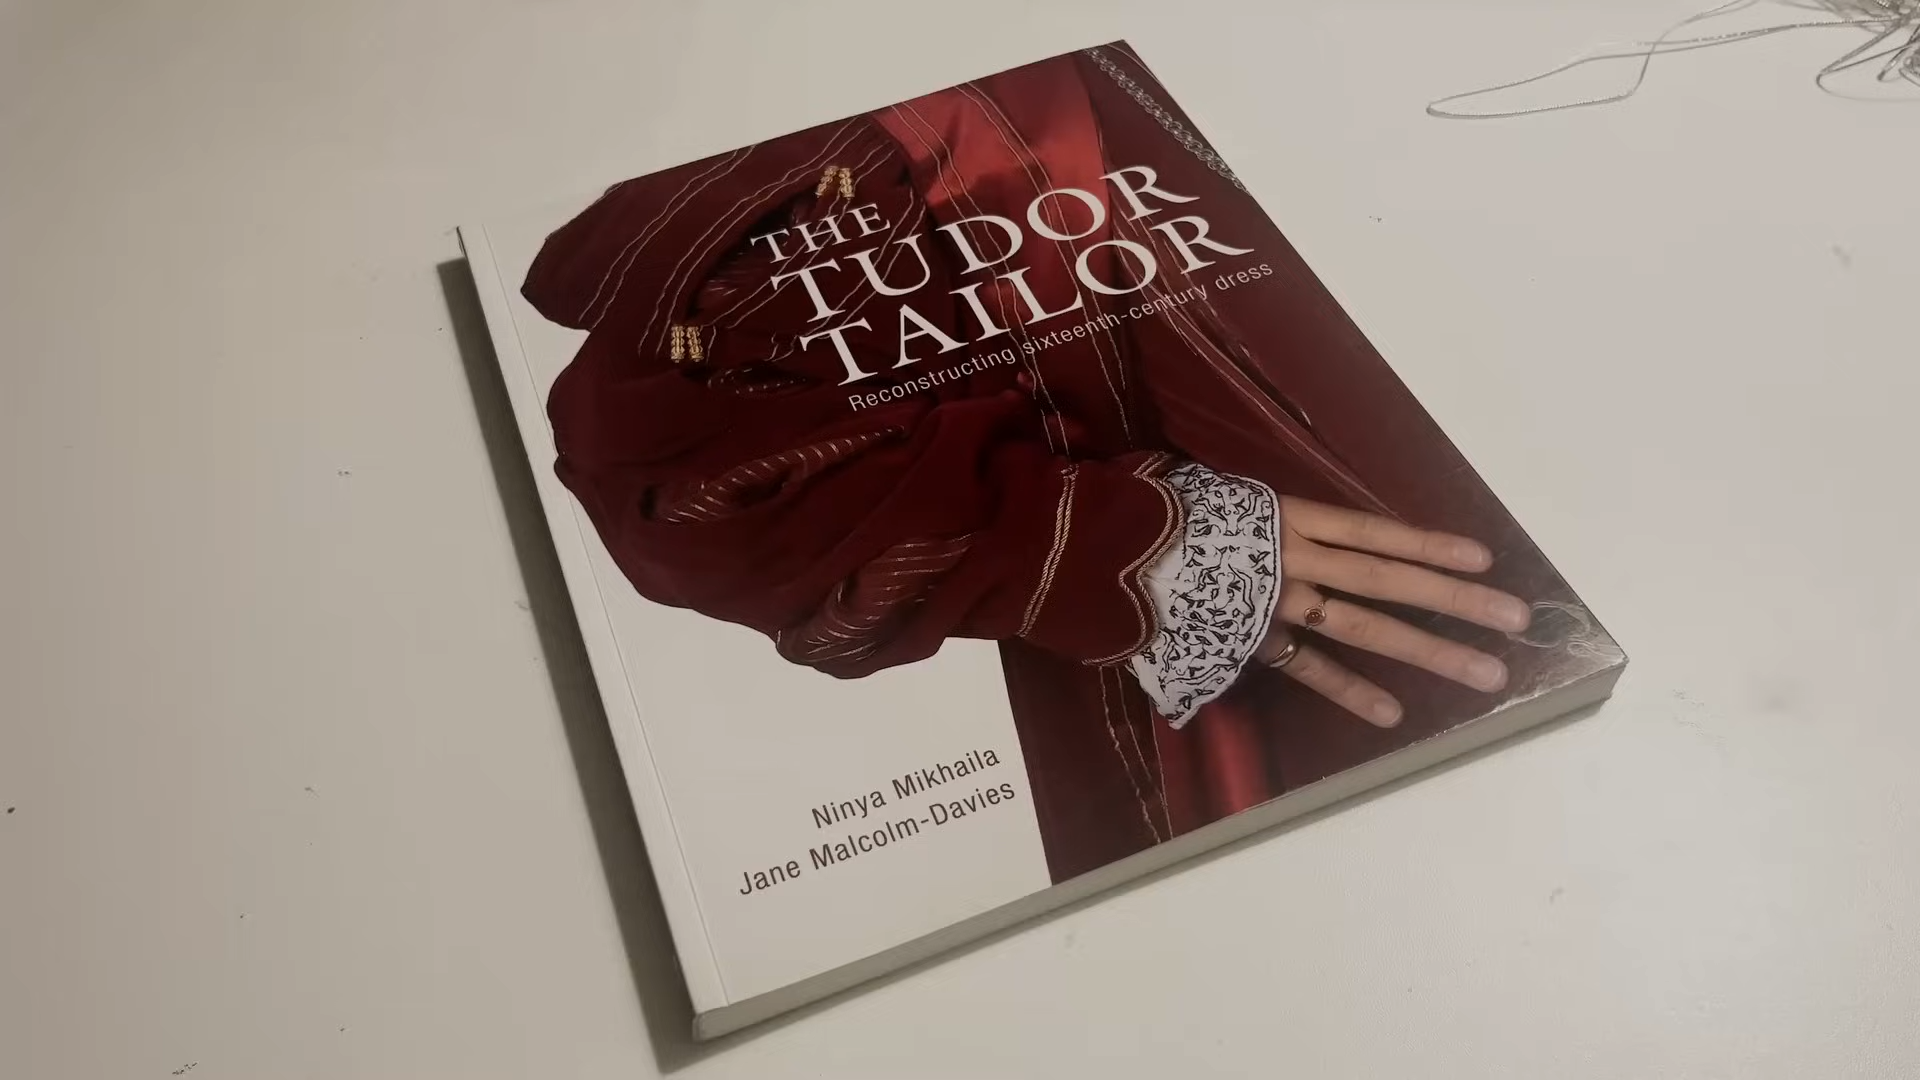 THE
TUDOR
TAILOR
Reconstructing sixteenth-century dress
Ninya Mikhaila
Jane Malcolm-Davies